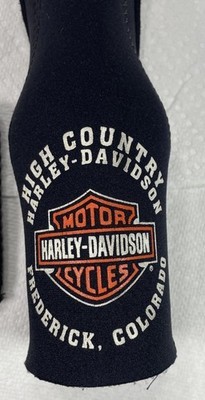 HIGH COUNTRY
HARLEY-DAVIDSON
MOTOR
HARLEY-DAVIDSON
CYCLES
®
FREDERICK, COLORADO